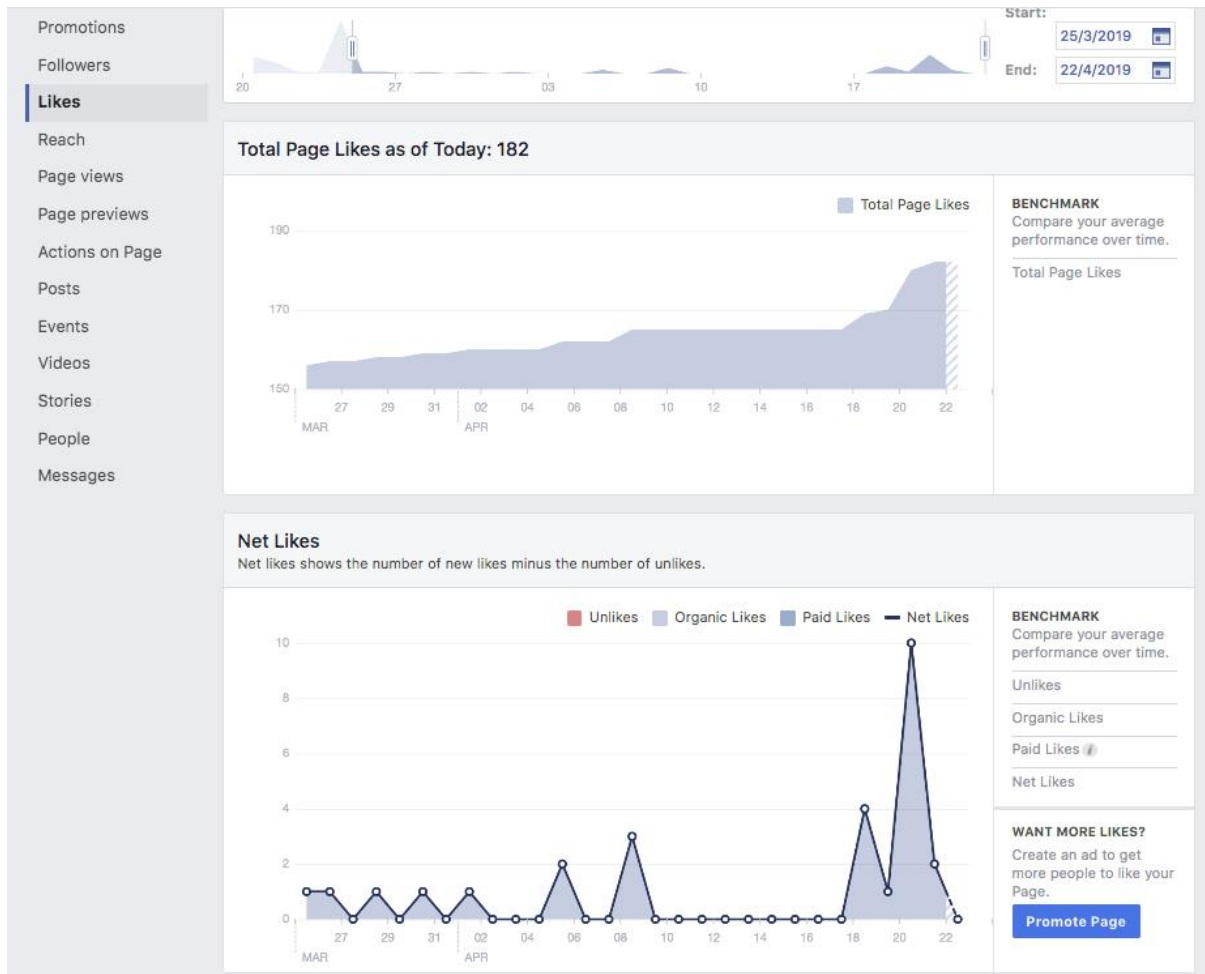 Promotions
Followers
Likes
Reach
Page views
Page previews
Actions on Page
Posts
Events
Videos
Stories
People
Messages
20 27 03 10 17
Start:
25/3/2019
End: 22/4/2019
Total Page Likes as of Today: 182
Total Page Likes
190
170
150
27 29 31 02 04 06 08 10 12 14 16 18 20 22
MAR APR
BENCHMARK
Compare your average
performance over time.
Total Page Likes
Net Likes
Net likes shows the number of new likes minus the number of unlikes.
Unlikes Organic Likes Paid Likes Net Likes
10
8
6
4
2
0
27 29 31 02 04 06 08 10 12 14 16 18 20 22
MAR APR
BENCHMARK
Compare your average
performance over time.
Unlikes
Organic Likes
Paid Likes i
Net Likes
WANT MORE LIKES?
Create an ad to get
more people to like your
Page.
Promote Page